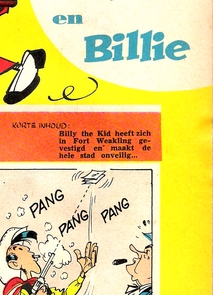 en
Billie
KORTE INHOUD:
Billy the Kid heeft zich
in Fort Weakling ge-
vestigd en maakt de
hele stad onveilig...
PANG
PANG
PANG